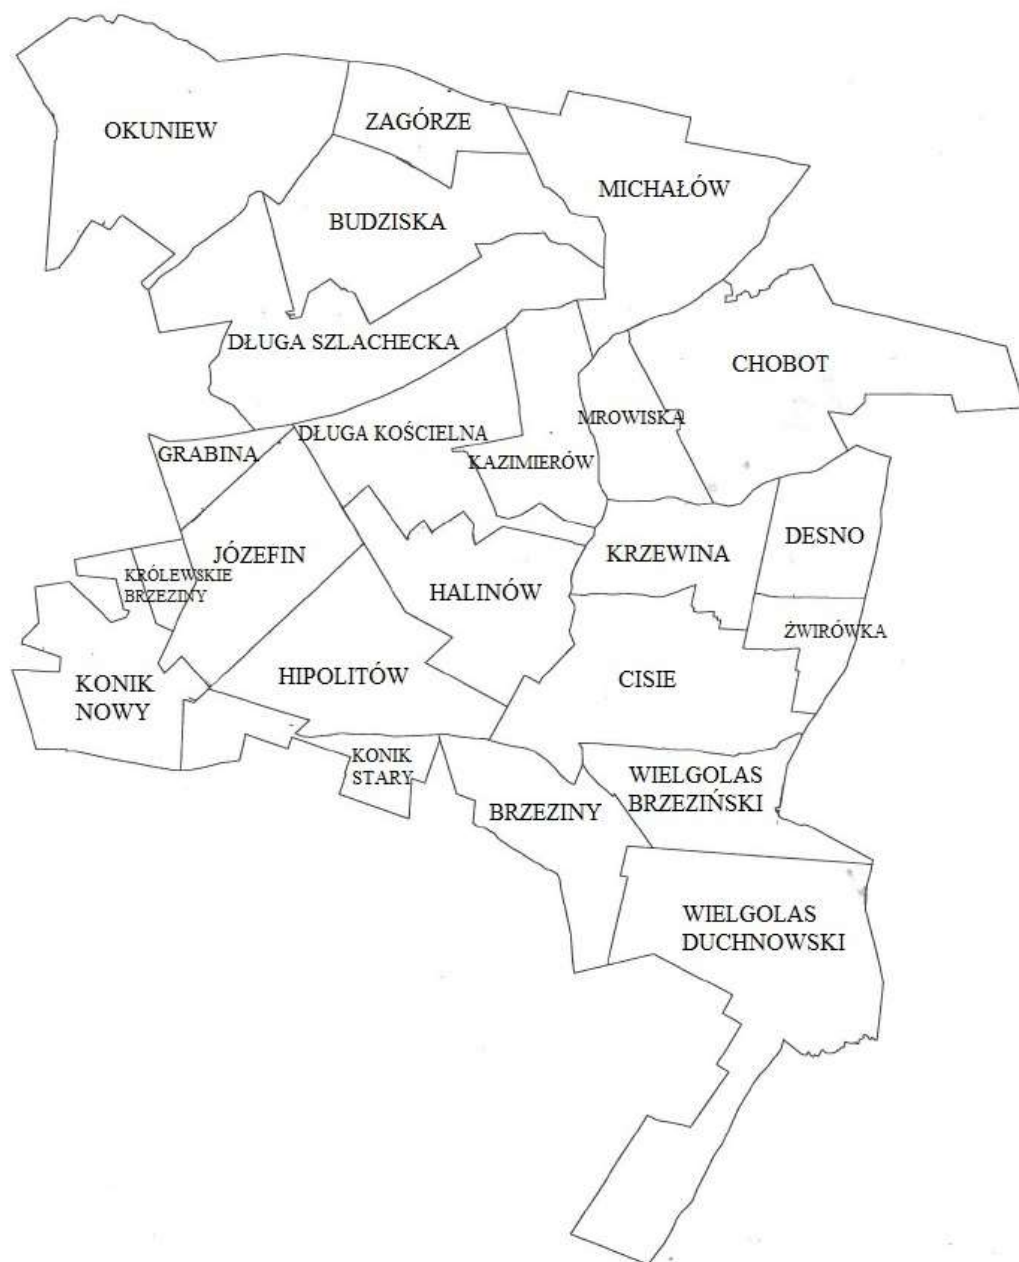 OKUNIEW
ZAGÓRZE
MICHAŁÓW
BUDZISKA
DŁUGA SZLACHECKA
CHOBOT
MROWISKA
DŁUGA KOŚCIELNA
KAZIMIERÓW
GRABINA
DESNO
KRZEWINA
JÓZEFIN
KRÓLEWSKIE
BRZEZINY
HALINÓW
ŻWIRÓWKA
HIPOLITÓW
CISIE
KONIK
NOWY
KONIK
STARY
WIELGOLAS
BRZEZIŃSKI
BRZEZINY
WIELGOLAS
DUCHNOWSKI